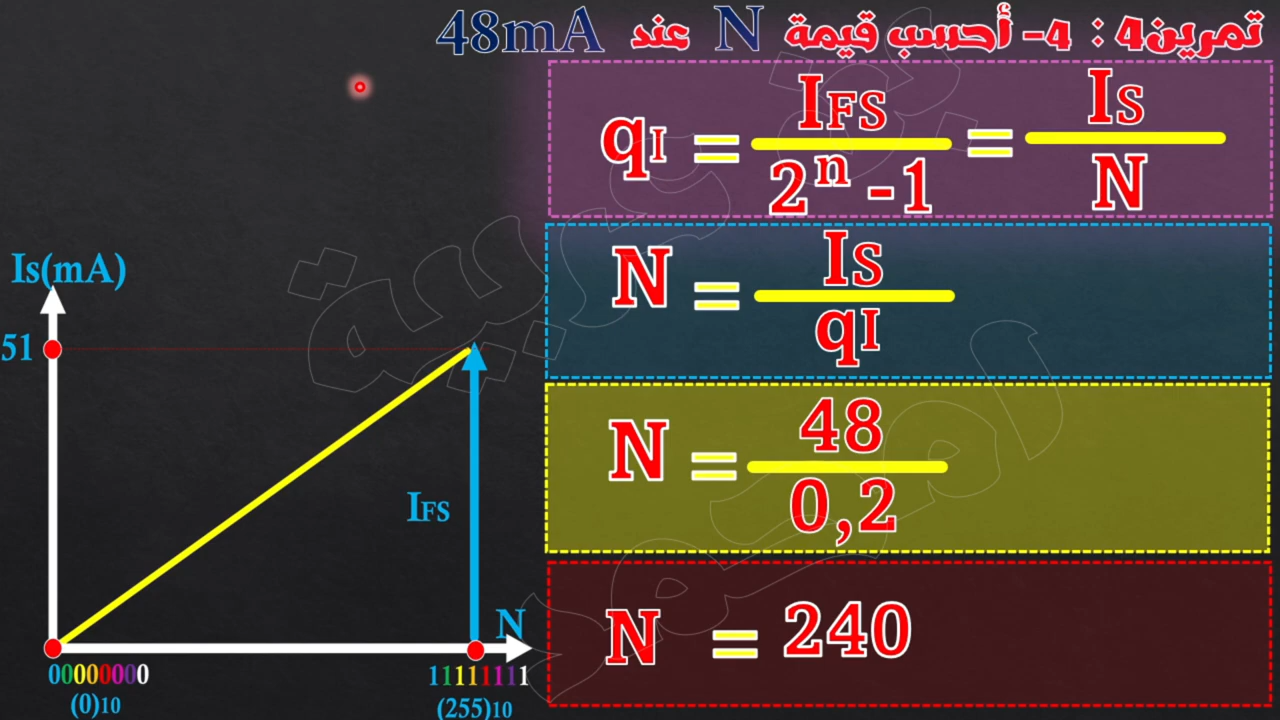 تمرين4 : 4- أحسب قيمة N عند 48mA
qI = IFS / 2ⁿ -1 = IS / N
N = IS / qI
N = 48 / 0,2
N = 240
Is(mA)
51
IFS
N
00000000
(0)10
11111111
(255)10